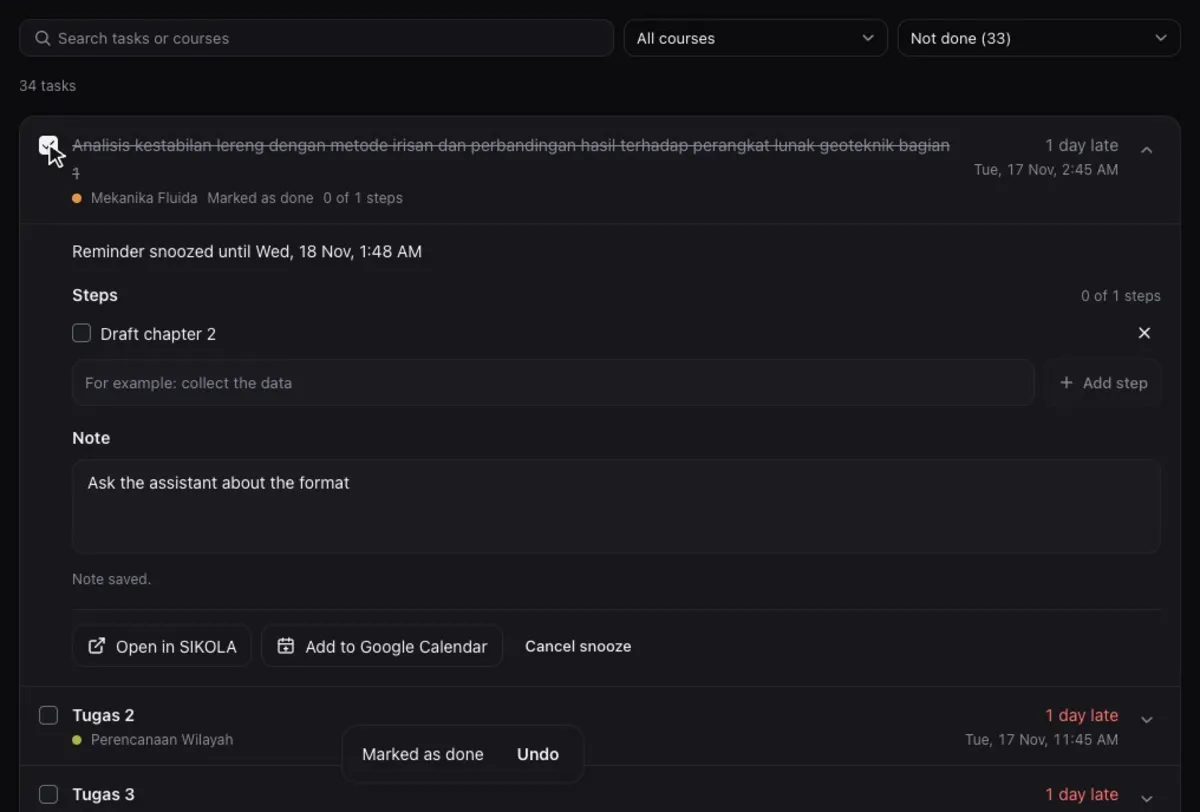 Search tasks or courses
All courses
Not done (33)
34 tasks
Analisis kestabilan lereng dengan metode irisan dan perbandingan hasil terhadap perangkat lunak geoteknik bagian
1
1 day late
Tue, 17 Nov, 2:45 AM
Mekanika Fluida Marked as done 0 of 1 steps
Reminder snoozed until Wed, 18 Nov, 1:48 AM
Steps
0 of 1 steps
Draft chapter 2
For example: collect the data
+ Add step
Note
Ask the assistant about the format
Note saved.
Open in SIKOLA
Add to Google Calendar
Cancel snooze
Tugas 2
1 day late
Perencanaan Wilayah
Tue, 17 Nov, 11:45 AM
Marked as done Undo
Tugas 3
1 day late